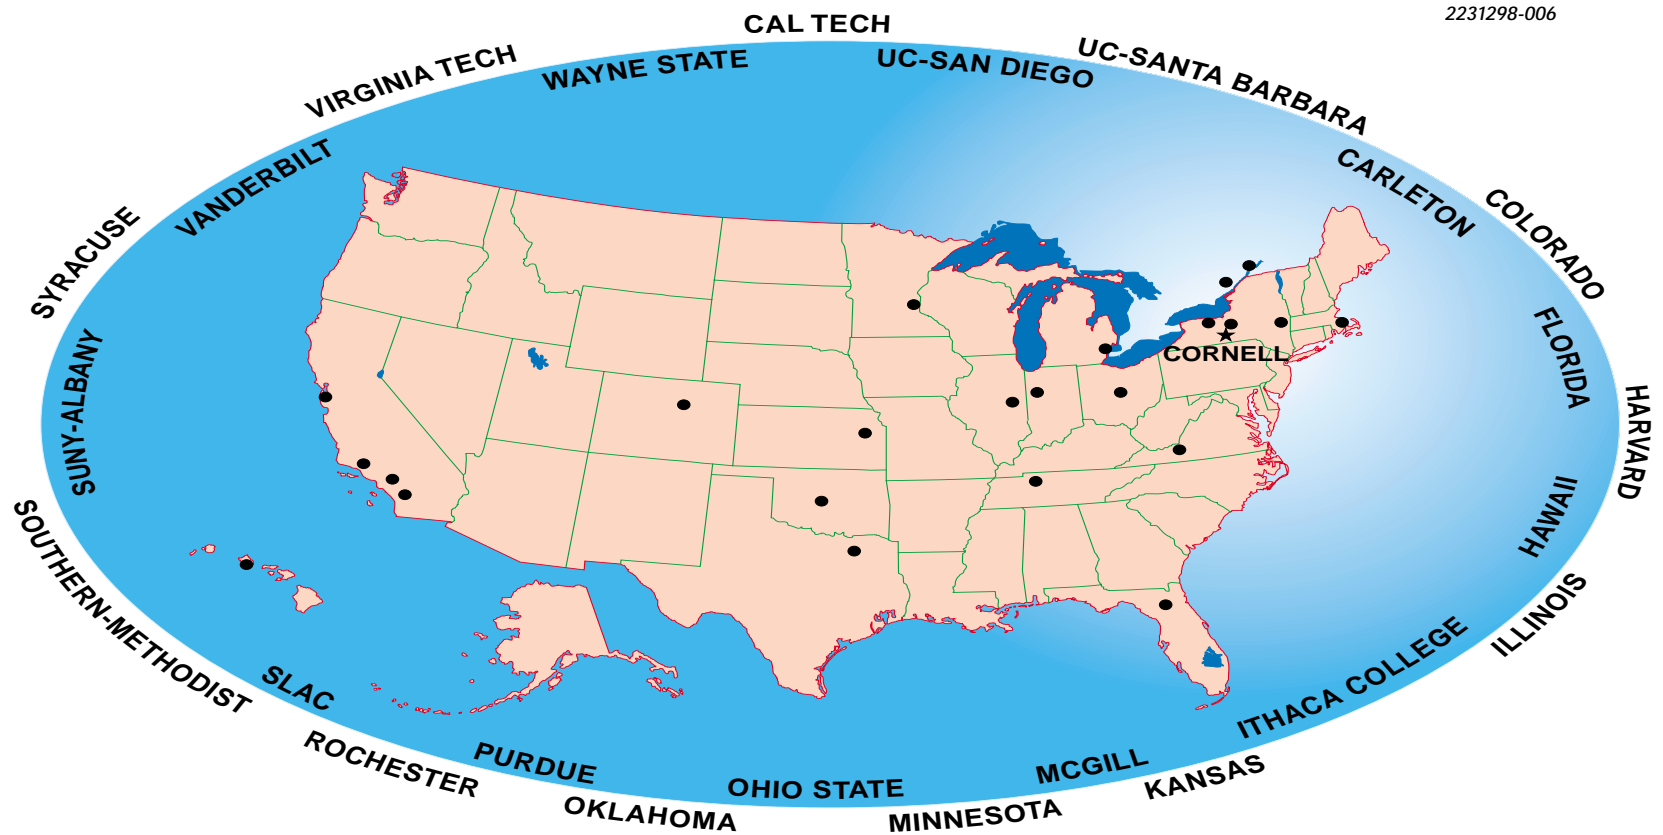 2231298-006
CAL TECH
UC-SAN DIEGO
UC-SANTA BARBARA
CARLETON
COLORADO
FLORIDA
HARVARD
HAWAII
ILLINOIS
ITHACA COLLEGE
KANSAS
MCGILL
MINNESOTA
OHIO STATE
OKLAHOMA
PURDUE
ROCHESTER
SLAC
SOUTHERN-METHODIST
SUNY-ALBANY
SYRACUSE
VANDERBILT
VIRGINIA TECH
WAYNE STATE
CORNELL